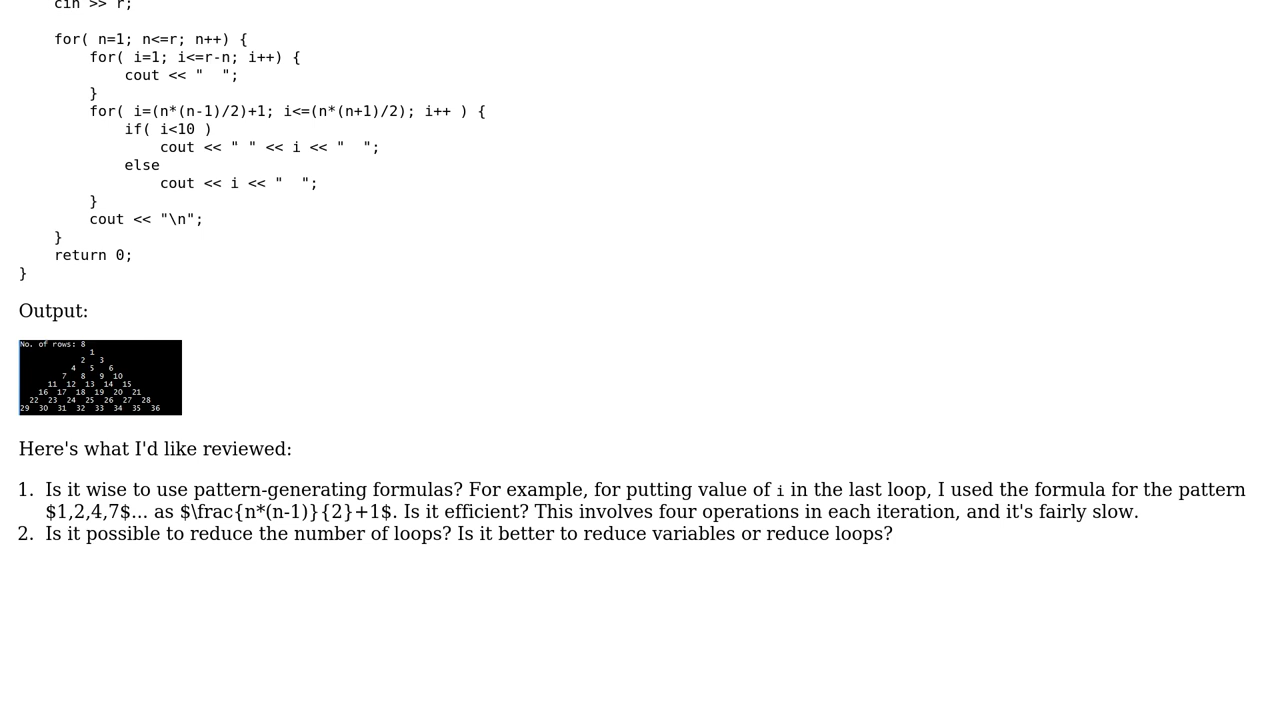 cin >> r;

    for( n=1; n<=r; n++) {
        for( i=1; i<=r-n; i++) {
            cout << "  ";
        }
        for( i=(n*(n-1)/2)+1; i<=(n*(n+1)/2); i++ ) {
            if( i<10 )
                cout << " " << i << "  ";
            else
                cout << i << "  ";
        }
        cout << "\n";
    }
    return 0;
}
Output:
No. of rows: 8
1
2 3
4 5 6
7 8 9 10
11 12 13 14 15
16 17 18 19 20 21
22 23 24 25 26 27 28
29 30 31 32 33 34 35 36
Here's what I'd like reviewed:
1. Is it wise to use pattern-generating formulas? For example, for putting value of i in the last loop, I used the formula for the pattern
$1,2,4,7$... as $\frac{n*(n-1)}{2}+1$. Is it efficient? This involves four operations in each iteration, and it's fairly slow.
2. Is it possible to reduce the number of loops? Is it better to reduce variables or reduce loops?